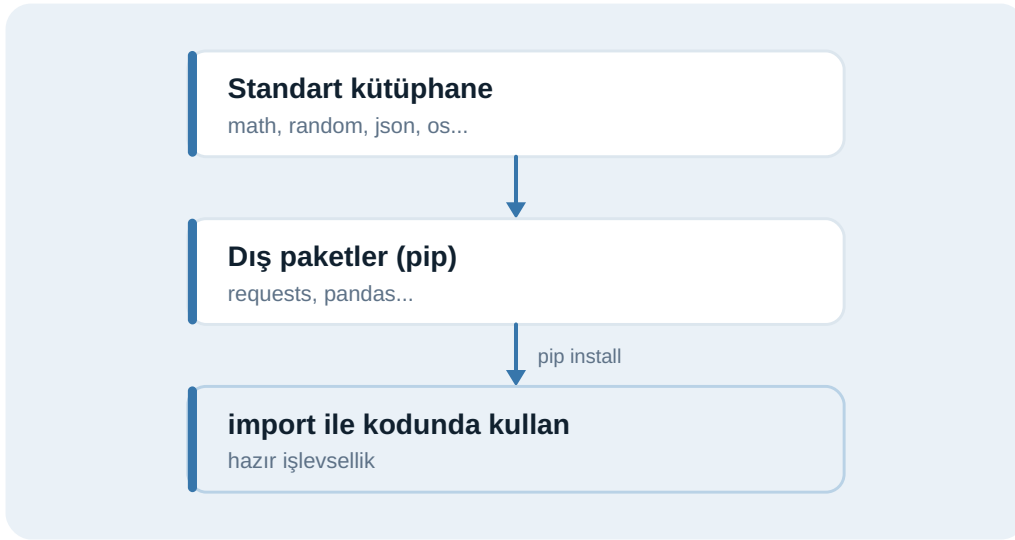 Standart kütüphane
math, random, json, os...
Dış paketler (pip)
requests, pandas...
pip install
import ile kodunda kullan
hazır işlevsellik